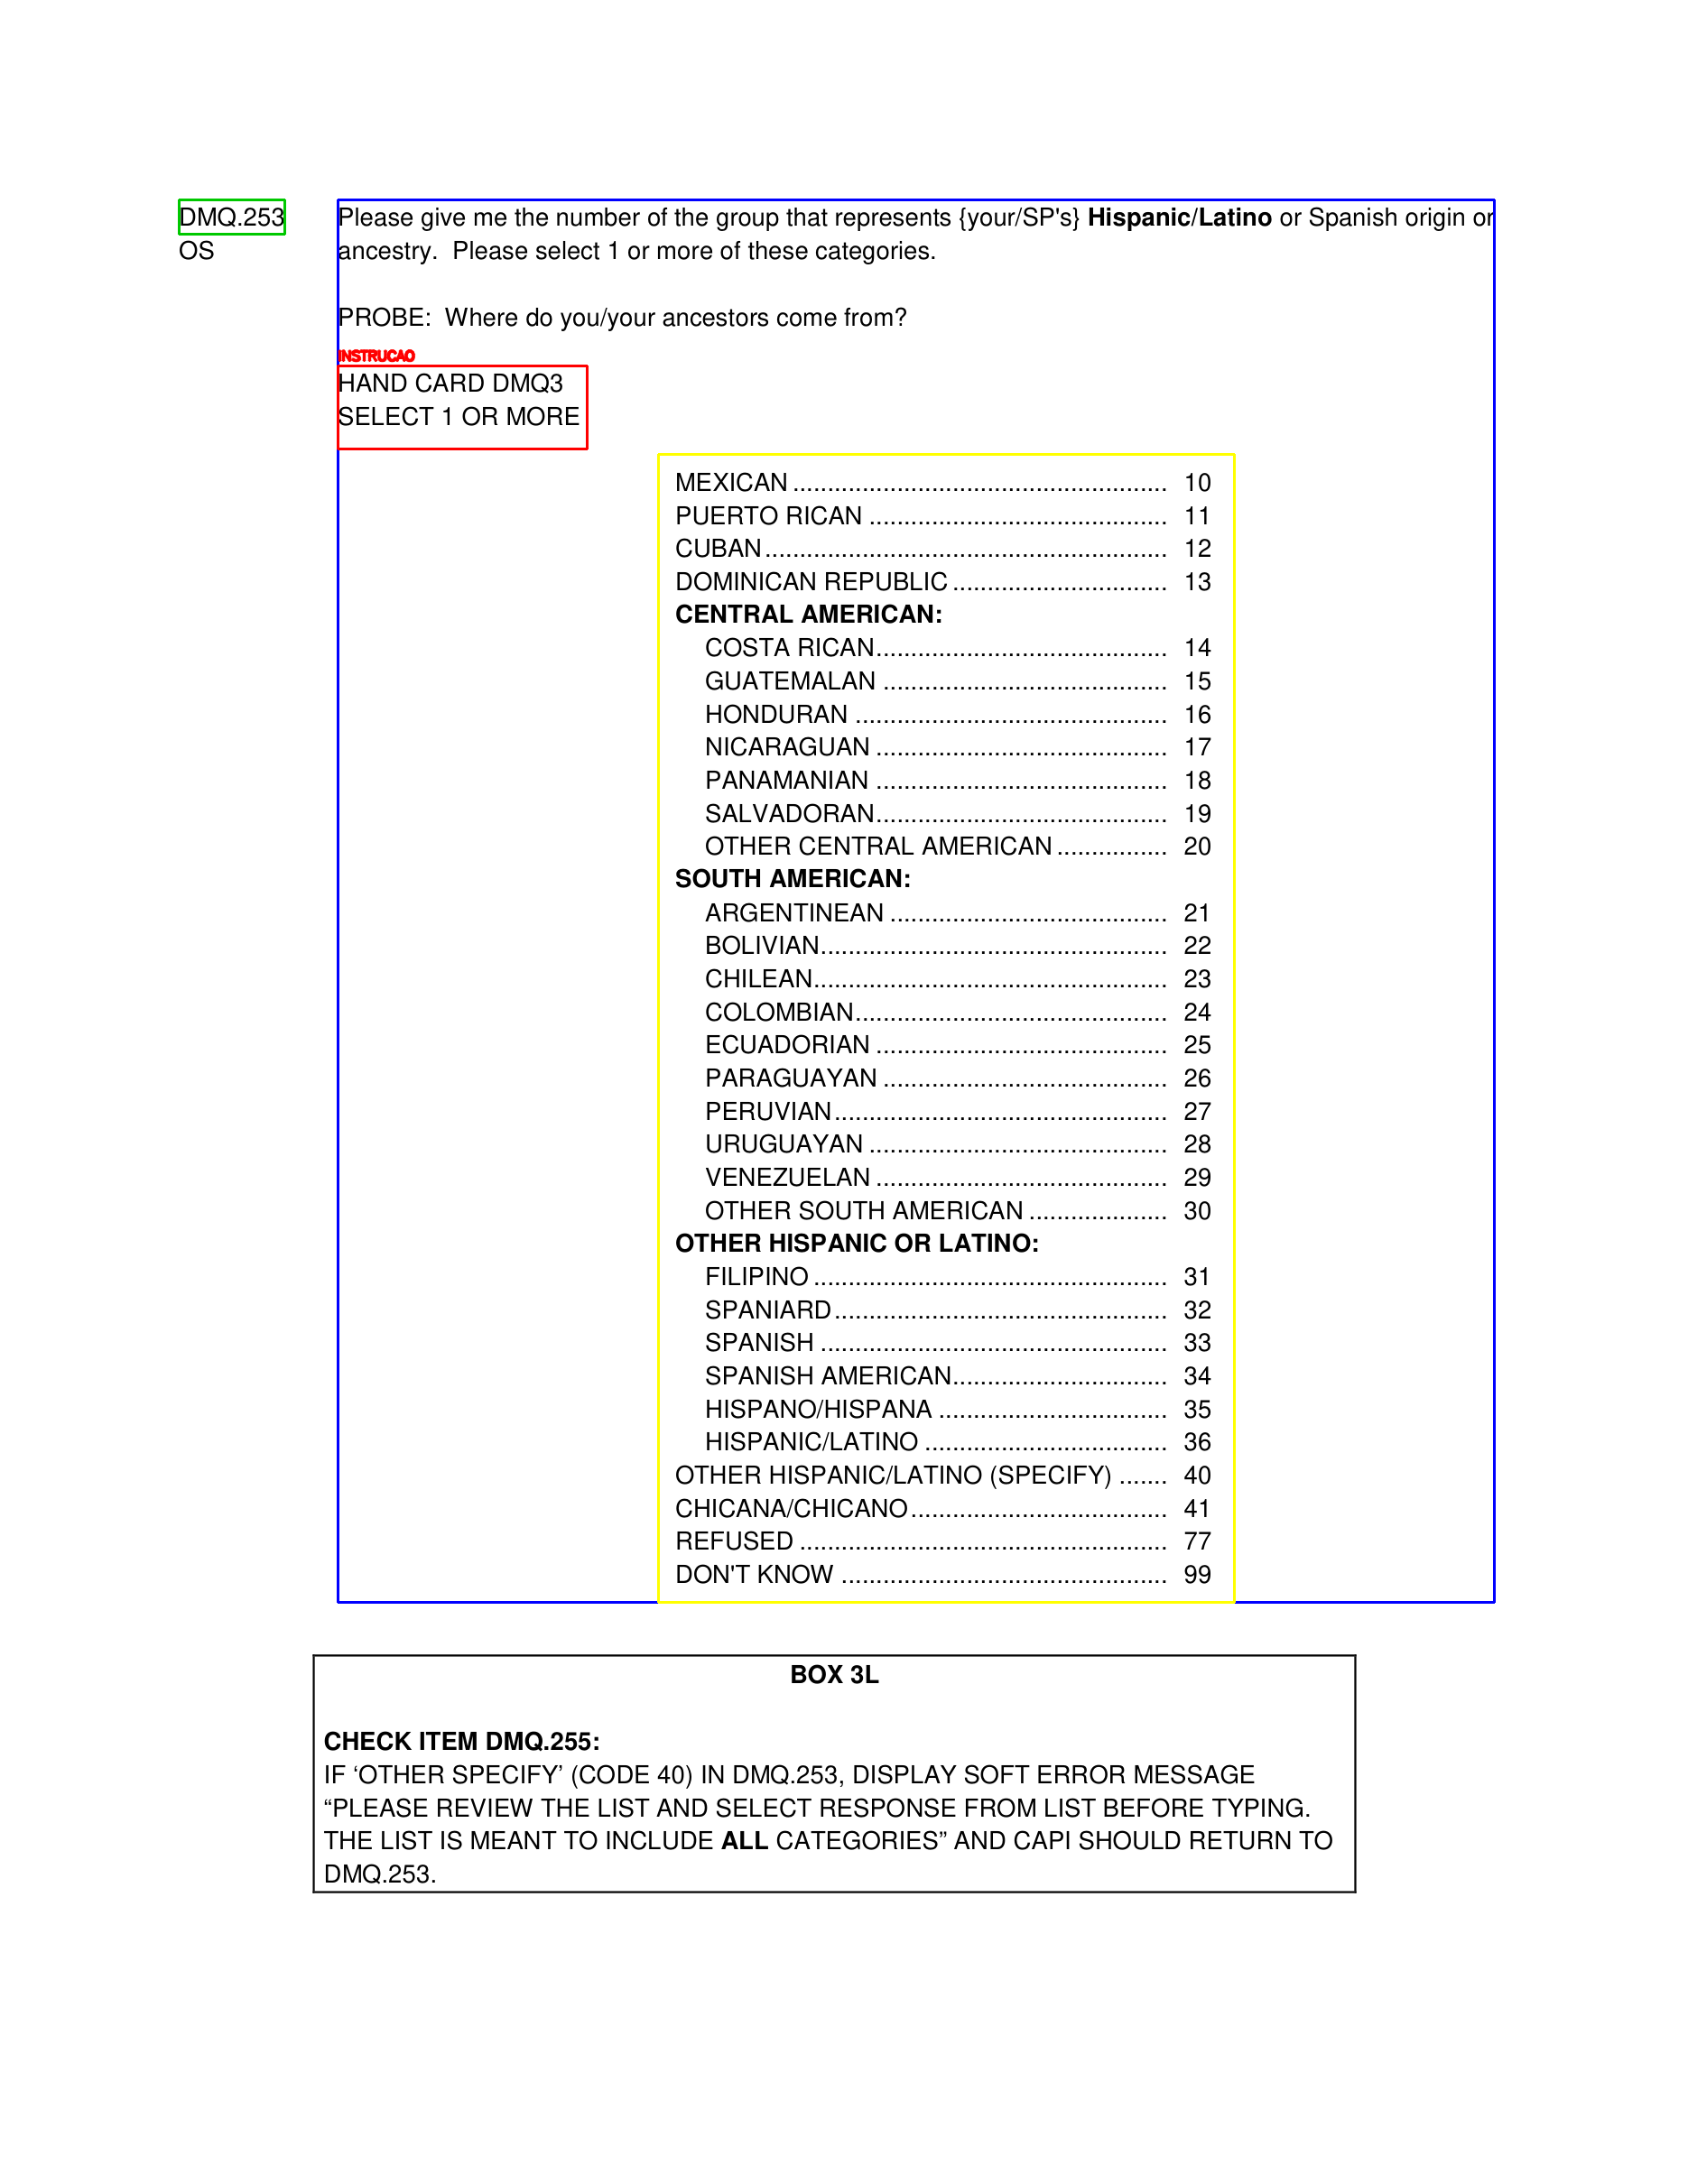 DMQ.253 Please give me the number of the group that represents {your/SP's} Hispanic/Latino or Spanish origin or
OS ancestry. Please select 1 or more of these categories.
PROBE: Where do you/your ancestors come from?
INSTRUCAO
HAND CARD DMQ3
SELECT 1 OR MORE
MEXICAN ...................................................... 10
PUERTO RICAN ........................................... 11
CUBAN .......................................................... 12
DOMINICAN REPUBLIC ............................... 13
CENTRAL AMERICAN:
COSTA RICAN.......................................... 14
GUATEMALAN ......................................... 15
HONDURAN ............................................. 16
NICARAGUAN .......................................... 17
PANAMANIAN .......................................... 18
SALVADORAN.......................................... 19
OTHER CENTRAL AMERICAN ................ 20
SOUTH AMERICAN:
ARGENTINEAN ........................................ 21
BOLIVIAN.................................................. 22
CHILEAN................................................... 23
COLOMBIAN............................................. 24
ECUADORIAN .......................................... 25
PARAGUAYAN ......................................... 26
PERUVIAN................................................ 27
URUGUAYAN ........................................... 28
VENEZUELAN .......................................... 29
OTHER SOUTH AMERICAN .................... 30
OTHER HISPANIC OR LATINO:
FILIPINO ................................................... 31
SPANIARD................................................ 32
SPANISH .................................................. 33
SPANISH AMERICAN............................... 34
HISPANO/HISPANA ................................. 35
HISPANIC/LATINO ................................... 36
OTHER HISPANIC/LATINO (SPECIFY) ....... 40
CHICANA/CHICANO..................................... 41
REFUSED ..................................................... 77
DON'T KNOW ............................................... 99
BOX 3L
CHECK ITEM DMQ.255:
IF ‘OTHER SPECIFY’ (CODE 40) IN DMQ.253, DISPLAY SOFT ERROR MESSAGE
“PLEASE REVIEW THE LIST AND SELECT RESPONSE FROM LIST BEFORE TYPING.
THE LIST IS MEANT TO INCLUDE ALL CATEGORIES” AND CAPI SHOULD RETURN TO
DMQ.253.